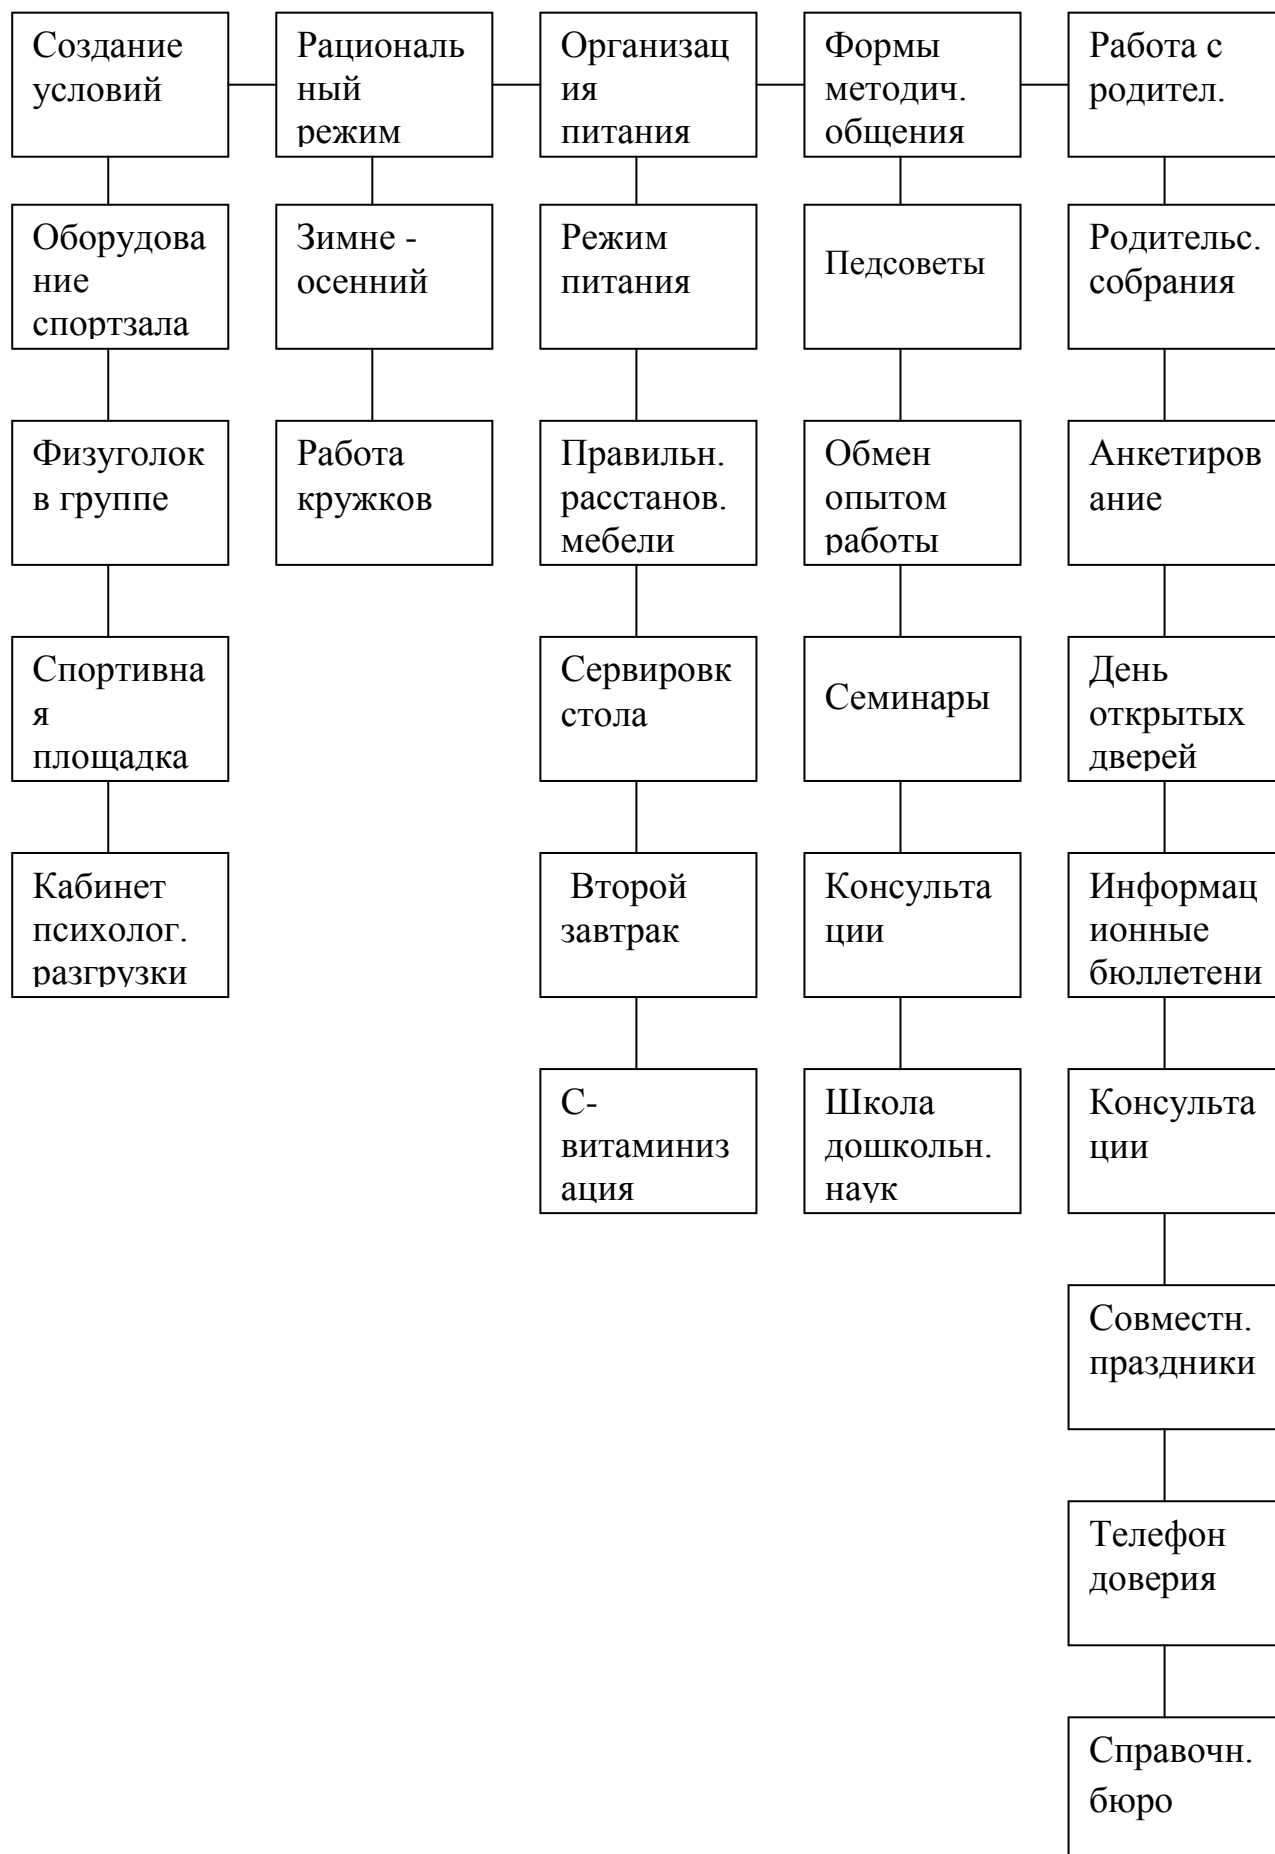 Создание
условий
Рациональ
ный
режим
Организац
ия
питания
Формы
методич.
общения
Работа с
родител.
Оборудова
ние
спортзала
Зимне -
осенний
Режим
питания
Педсоветы
Родительс.
собрания
Физуголок
в группе
Работа
кружков
Правильн.
расстанов.
мебели
Обмен
опытом
работы
Анкетиров
ание
Спортивна
я
площадка
Сервировк
стола
Семинары
День
открытых
дверей
Кабинет
психолог.
разгрузки
Второй
завтрак
Консульта
ции
Информац
ионные
бюллетени
С-
витаминиз
ация
Школа
дошкольн.
наук
Консульта
ции
Совместн.
праздники
Телефон
доверия
Справочн.
бюро